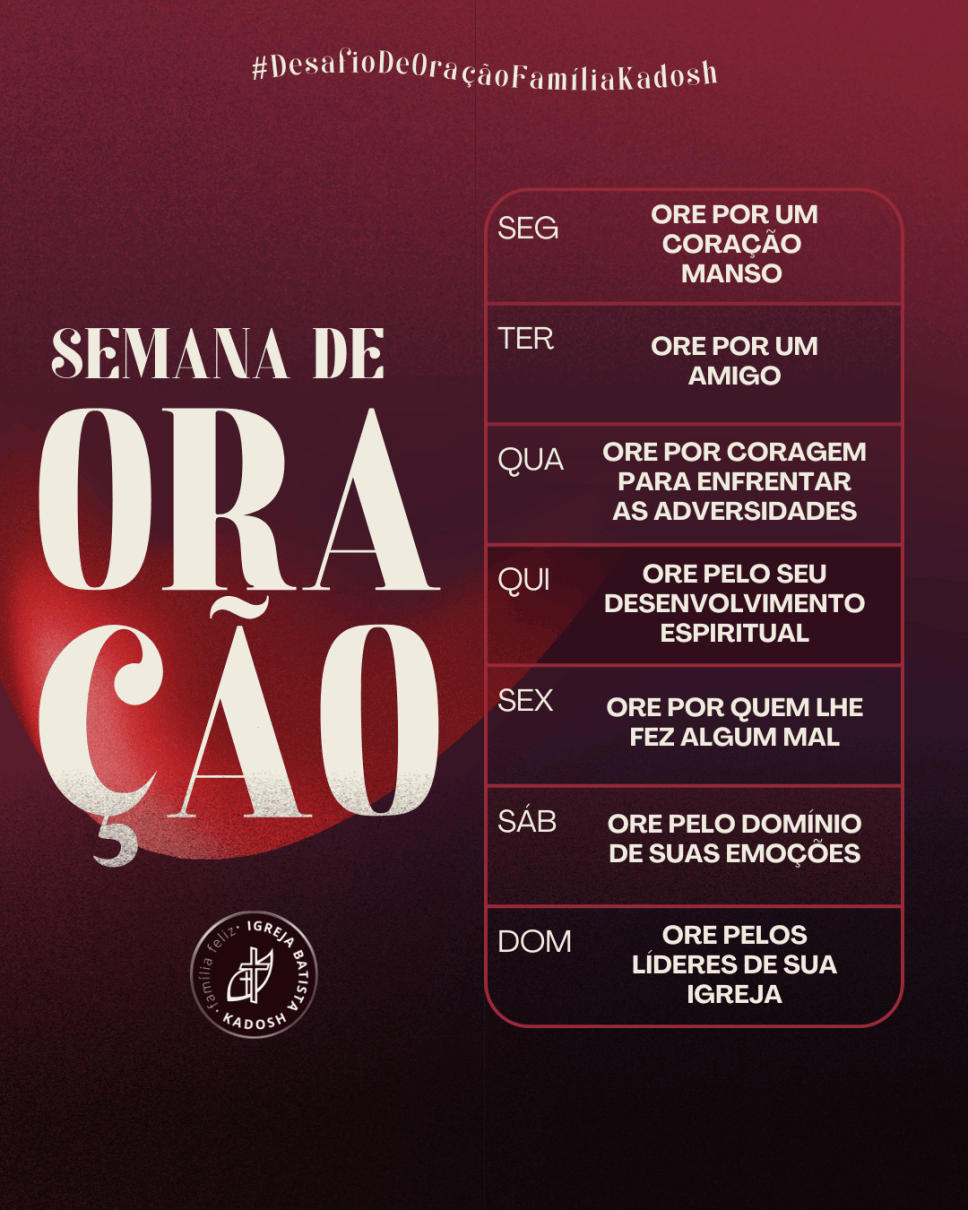 #DesafioDeOraçãoFamíliaKadosh
SEMANA DE
ORA
ÇÃO
SEG
ORE POR UM
CORAÇÃO
MANSO
TER
ORE POR UM
AMIGO
QUA
ORE POR CORAGEM
PARA ENFRENTAR
AS ADVERSIDADES
QUI
ORE PELO SEU
DESENVOLVIMENTO
ESPIRITUAL
SEX
ORE POR QUEM LHE
FEZ ALGUM MAL
SÁB
ORE PELO DOMÍNIO
DE SUAS EMOÇÕES
DOM
ORE PELOS
LÍDERES DE SUA
IGREJA
· família feliz · IGREJA BATISTA KADOSH